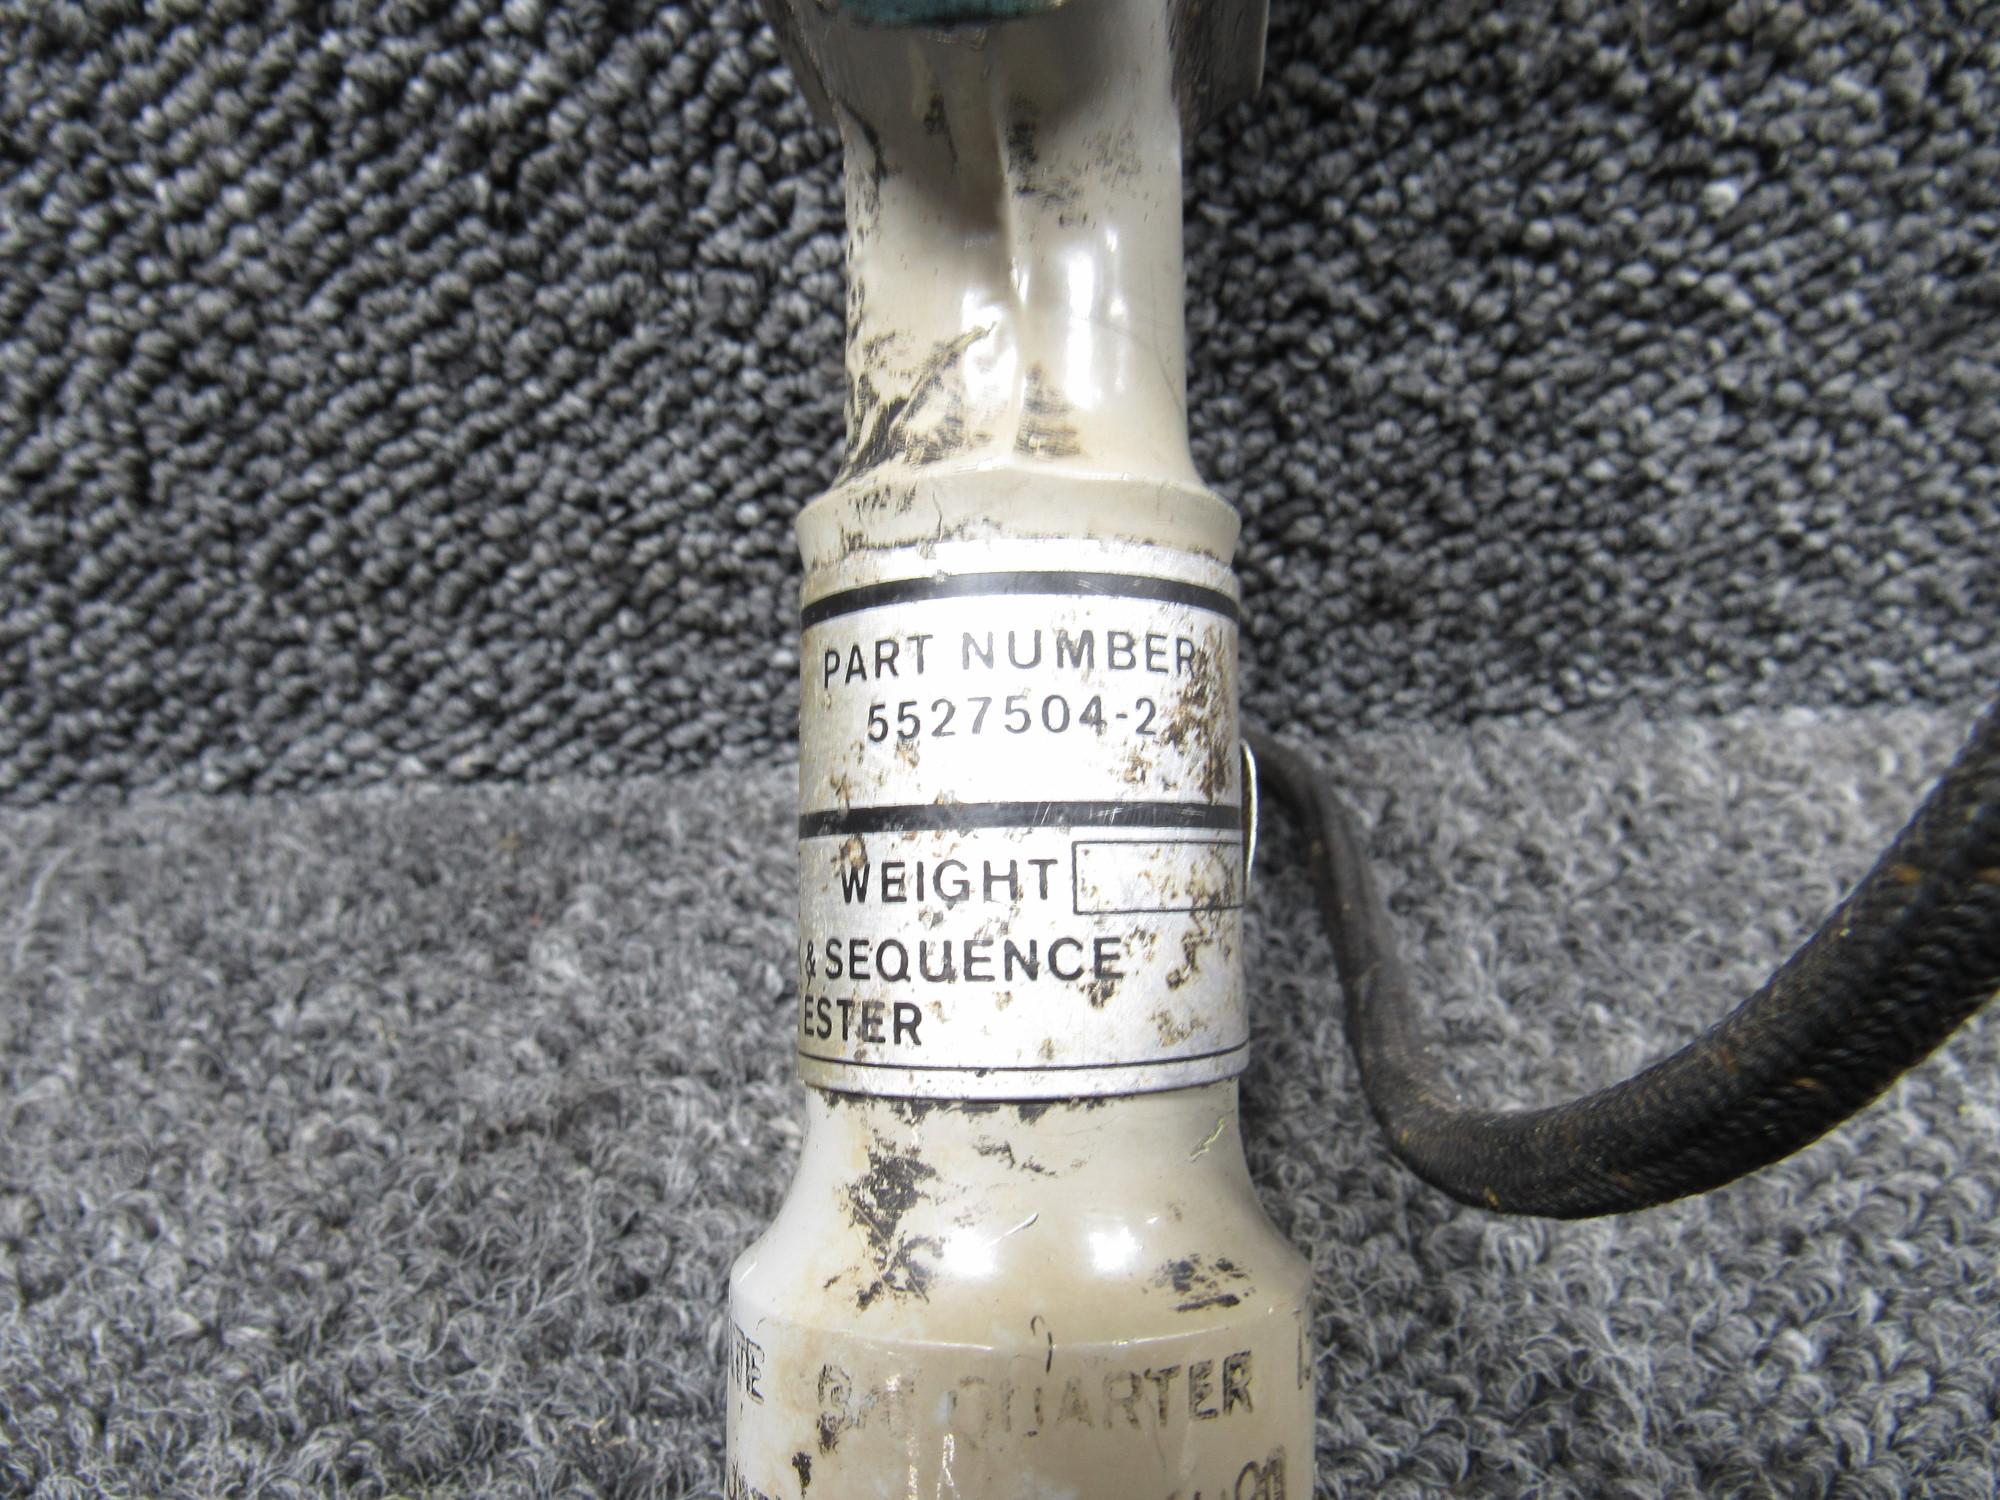 PART NUMBER
5527504-2
WEIGHT
& SEQUENCE
ESTER
QUARTER